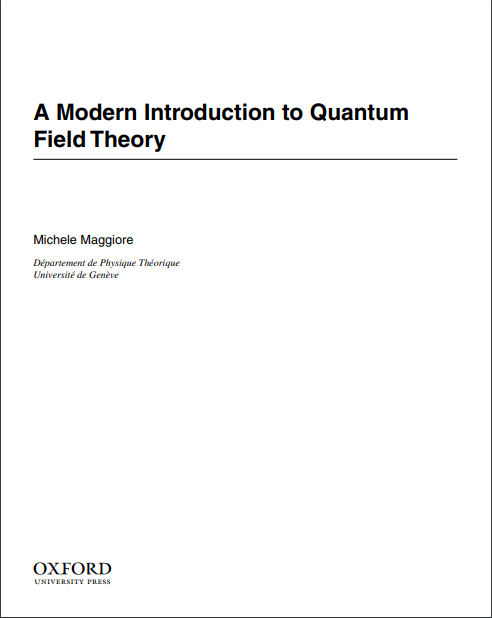 A Modern Introduction to Quantum
Field Theory
Michele Maggiore
Département de Physique Théorique
Université de Genève
OXFORD
UNIVERSITY PRESS